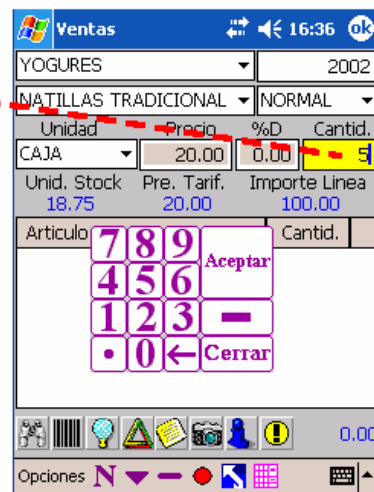 Ventas 16:36 ok
YOGURES 2002
NATILLAS TRADICIONAL NORMAL
Unidad Precio %D Cantid.
CAJA 20.00 0.00 5
Unid. Stock Pre. Tarif. Importe Linea
18.75 20.00 100.00
Articulo Cantid.
7 8 9 Aceptar
4 5 6
1 2 3 −
. 0 ← Cerrar
0.00
Opciones N